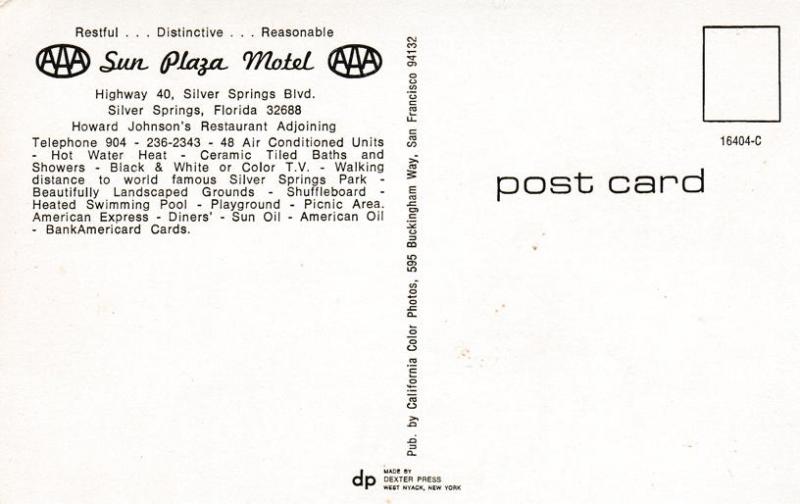 Restful . . . Distinctive . . . Reasonable
AAA Sun Plaza Motel AAA
Highway 40, Silver Springs Blvd.
Silver Springs, Florida 32688
Howard Johnson's Restaurant Adjoining
Telephone 904 - 236-2343 - 48 Air Conditioned Units
- Hot Water Heat - Ceramic Tiled Baths and
Showers - Black & White or Color T.V. - Walking
distance to world famous Silver Springs Park -
Beautifully Landscaped Grounds - Shuffleboard -
Heated Swimming Pool - Playground - Picnic Area.
American Express - Diners' - Sun Oil - American Oil
- BankAmericard Cards.
Pub. by California Color Photos, 595 Buckingham Way, San Francisco 94132
dp MADE BY
DEXTER PRESS
WEST NYACK, NEW YORK
16404-C
post card